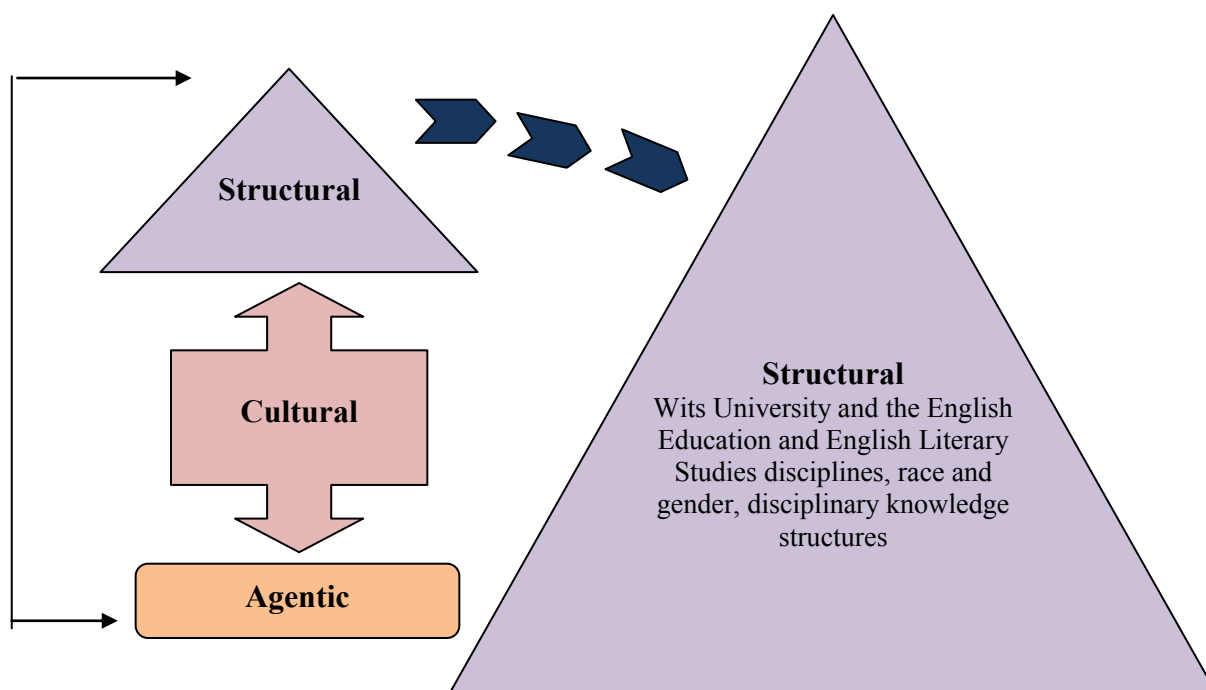 Structural
Cultural
Agentic
Structural
Wits University and the English
Education and English Literary
Studies disciplines, race and
gender, disciplinary knowledge
structures